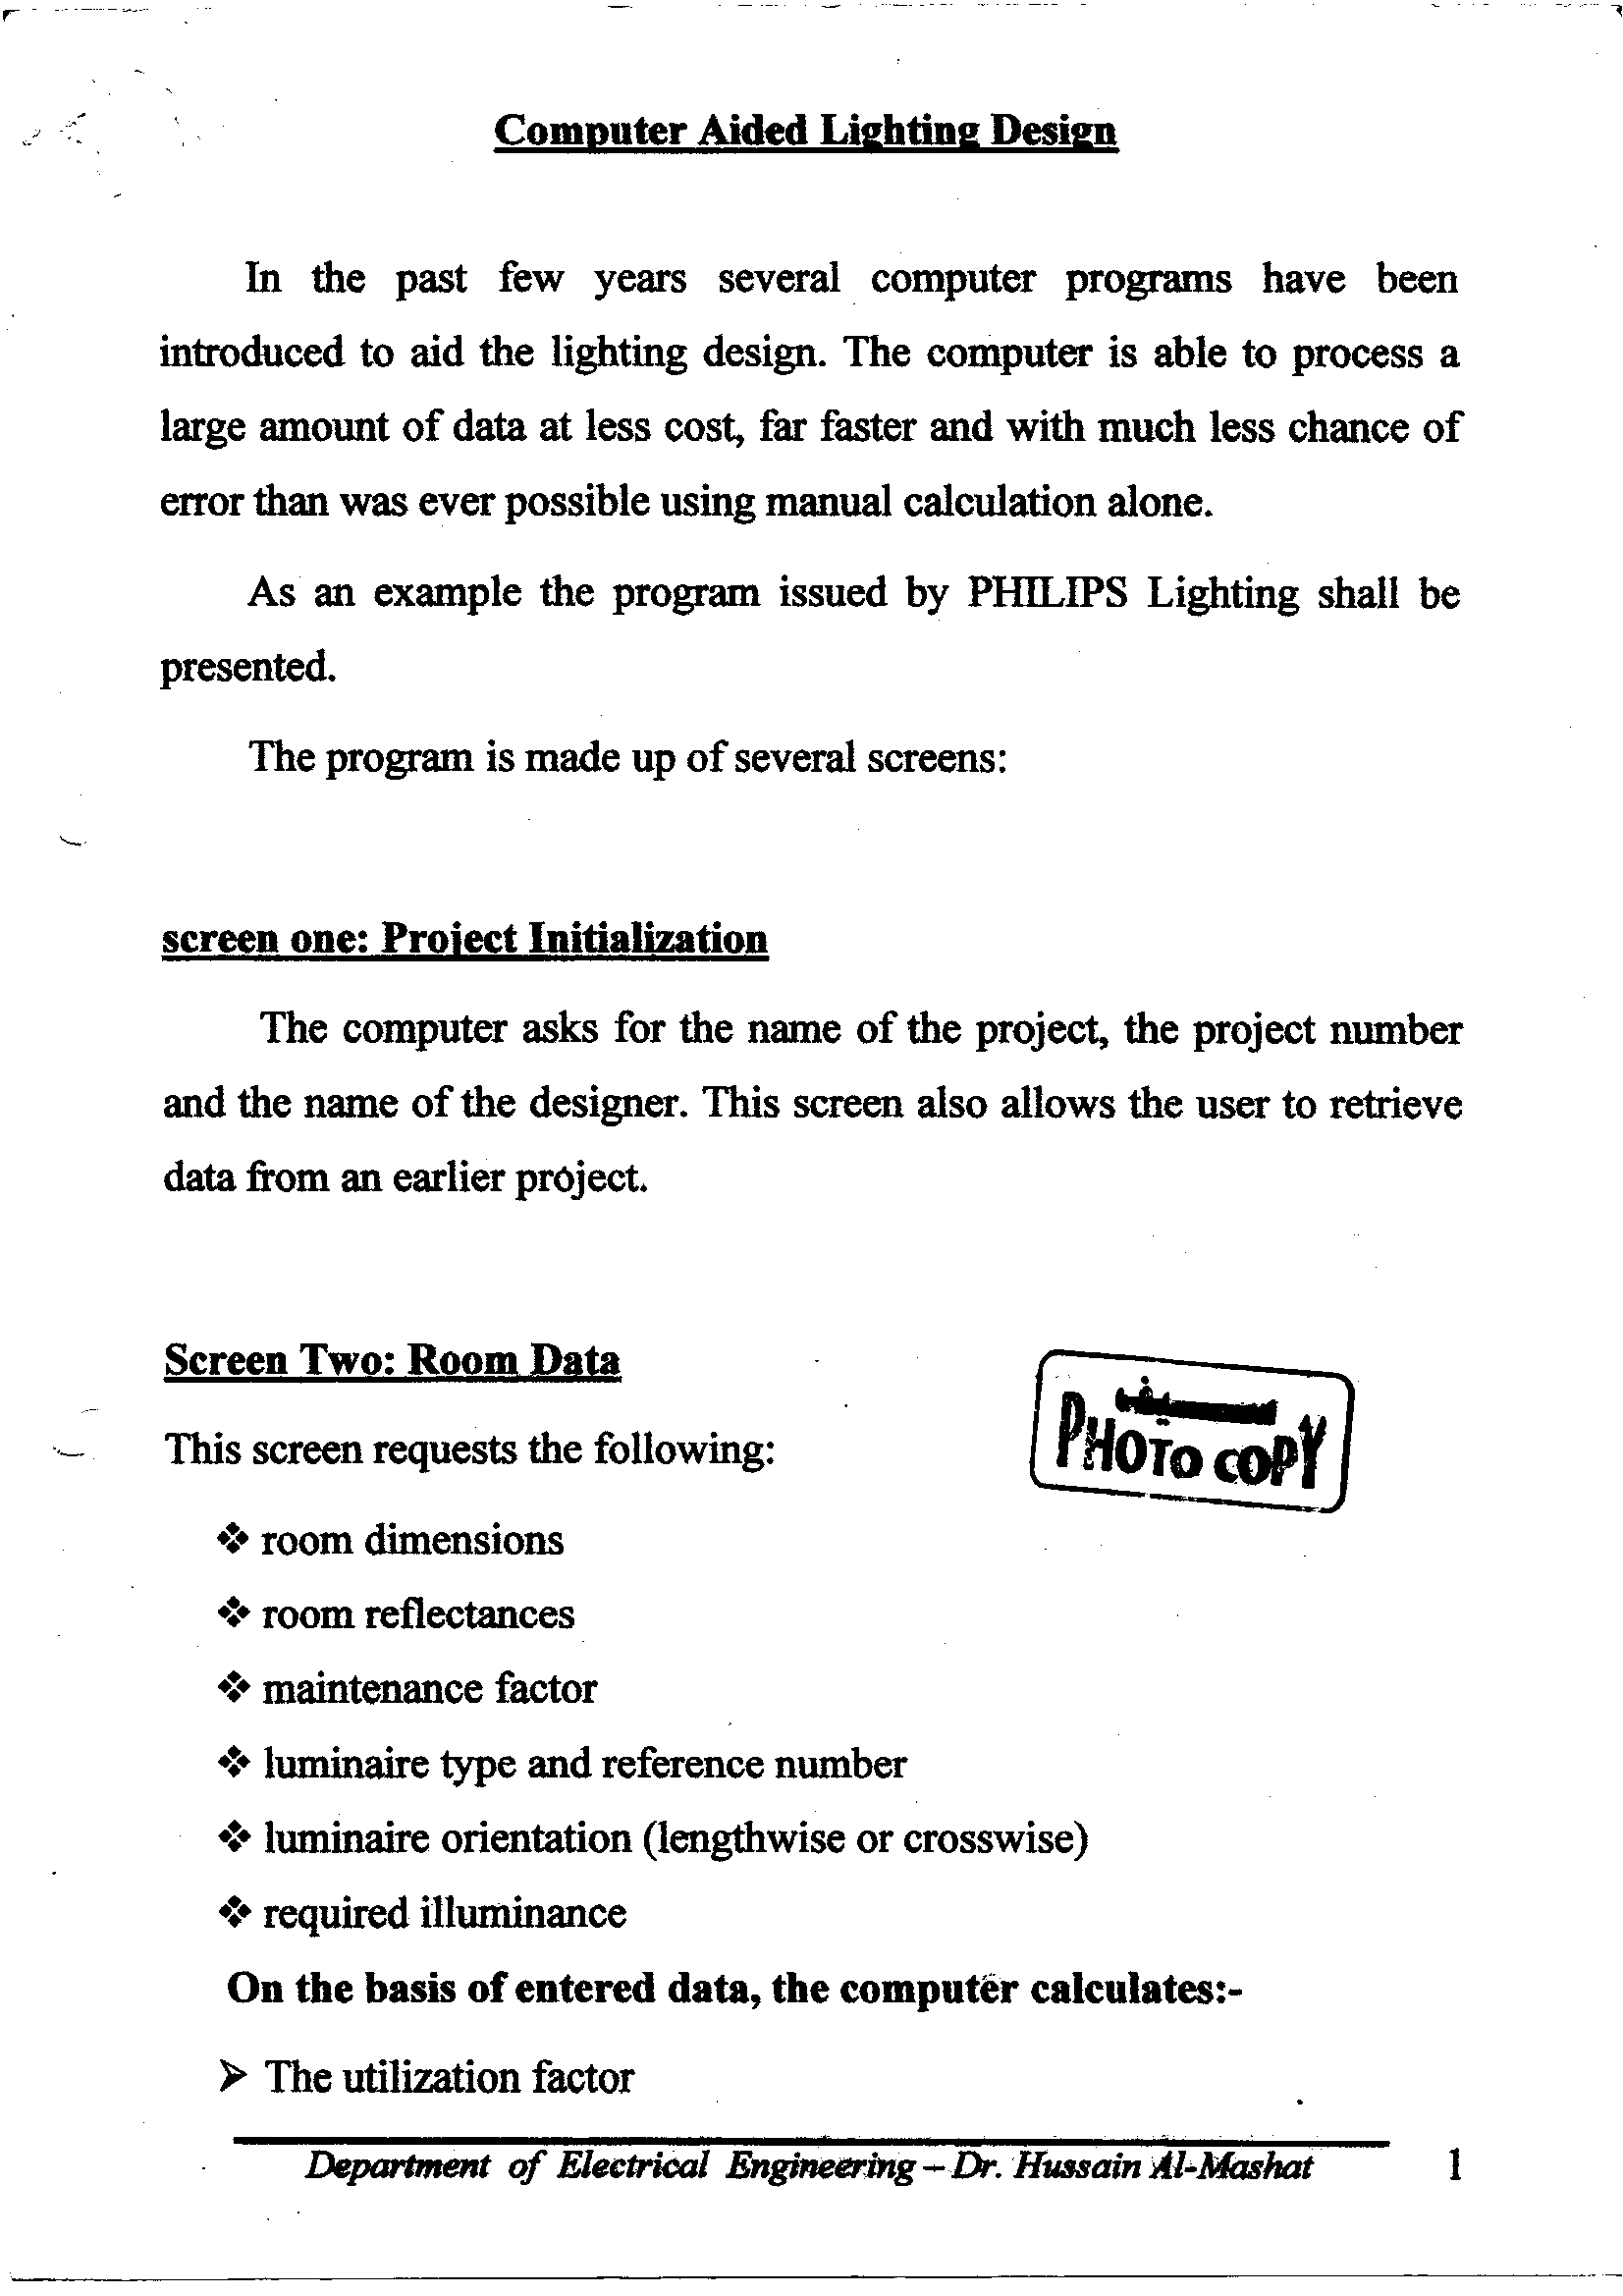 Computer Aided Lighting Design
In the past few years several computer programs have been
introduced to aid the lighting design. The computer is able to process a
large amount of data at less cost, far faster and with much less chance of
error than was ever possible using manual calculation alone.
As an example the program issued by PHILIPS Lighting shall be
presented.
The program is made up of several screens:
screen one: Project Initialization
The computer asks for the name of the project, the project number
and the name of the designer. This screen also allows the user to retrieve
data from an earlier project.
Screen Two: Room Data
This screen requests the following:
PHOTO COPY
❖ room dimensions
❖ room reflectances
❖ maintenance factor
❖ luminaire type and reference number
❖ luminaire orientation (lengthwise or crosswise)
❖ required illuminance
On the basis of entered data, the computer calculates:-
➢ The utilization factor
Department of Electrical Engineering – Dr. Hussain Al-Mashat 1